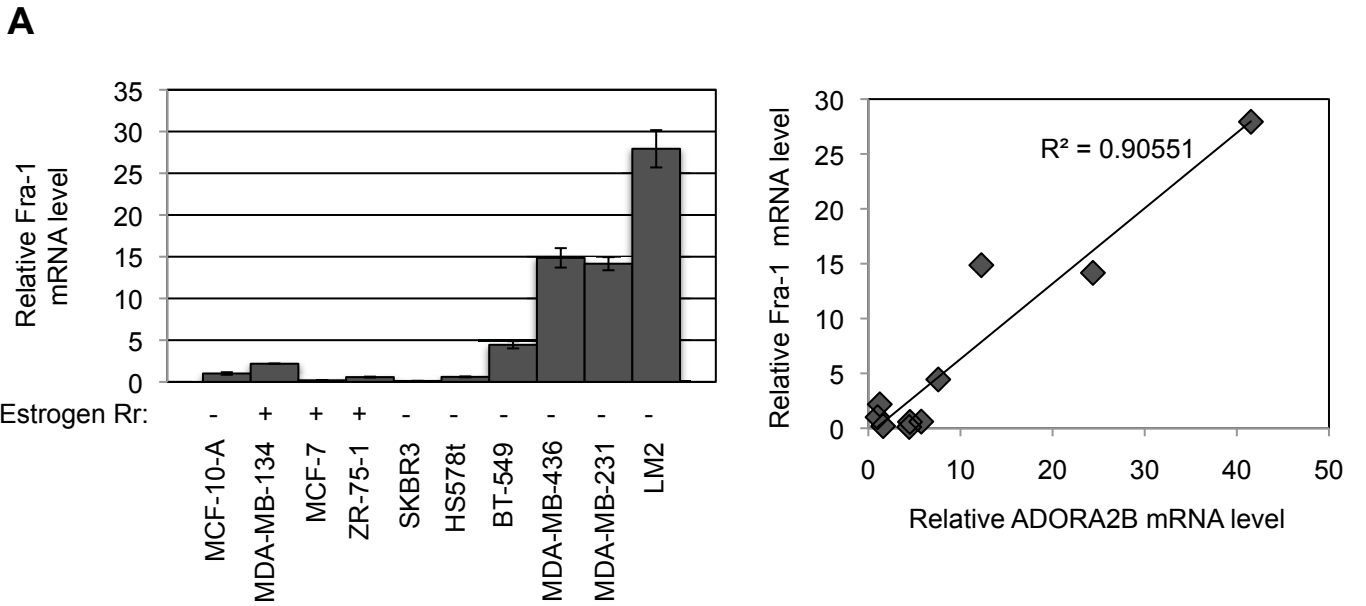 A
Relative Fra-1
mRNA level
35
30
25
20
15
10
5
0
Estrogen Rr: - + + + - - - - - -
MCF-10-A
MDA-MB-134
MCF-7
ZR-75-1
SKBR3
HS578t
BT-549
MDA-MB-436
MDA-MB-231
LM2
Relative Fra-1 mRNA level
30
25
20
15
10
5
0
R² = 0.90551
0 10 20 30 40 50
Relative ADORA2B mRNA level